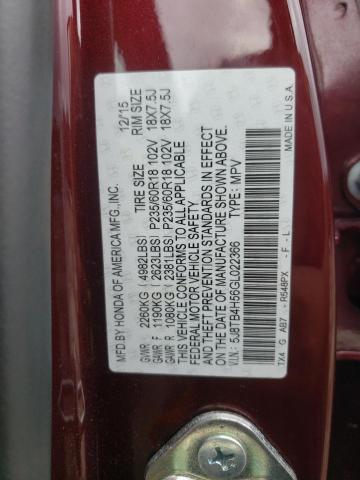 MFD. BY HONDA OF AMERICA MFG., INC. 12/15
TIRE SIZE RIM SIZE
GVWR 2260KG (4982LBS)
GAWR F 1190KG (2623LBS) P235/60R18 102V 18X7.5J
GAWR R 1080KG (2381LBS) P235/60R18 102V 18X7.5J
THIS VEHICLE CONFORMS TO ALL APPLICABLE
FEDERAL MOTOR VEHICLE SAFETY
AND THEFT PREVENTION STANDARDS IN EFFECT
ON THE DATE OF MANUFACTURE SHOWN ABOVE.
V.I.N.: 5J8TB4H56GL022366 TYPE: MPV
TX4 G AB7 - R548PX - F - L MADE IN U.S.A.